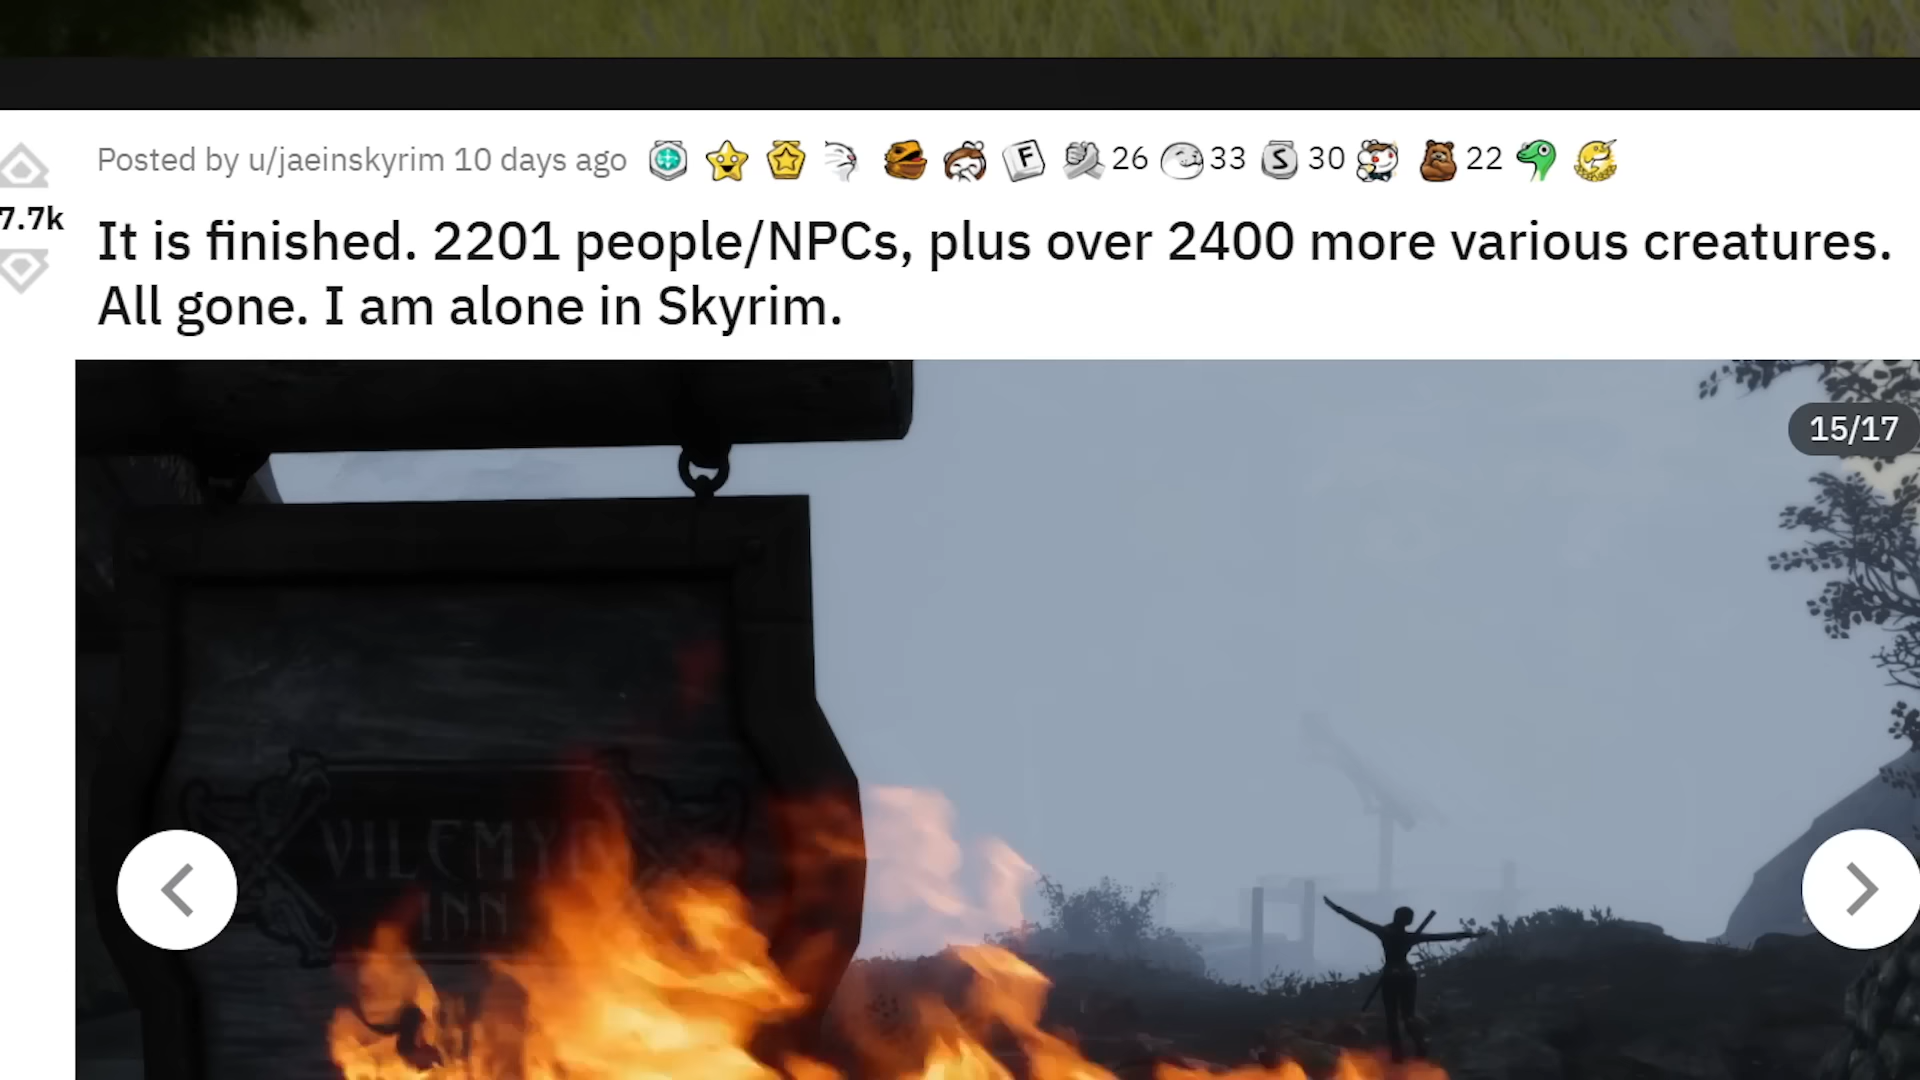 Posted by u/jaeinskyrim 10 days ago F 26 33 S 30 22
7.7k
It is finished. 2201 people/NPCs, plus over 2400 more various creatures.
All gone. I am alone in Skyrim.
15/17
INN